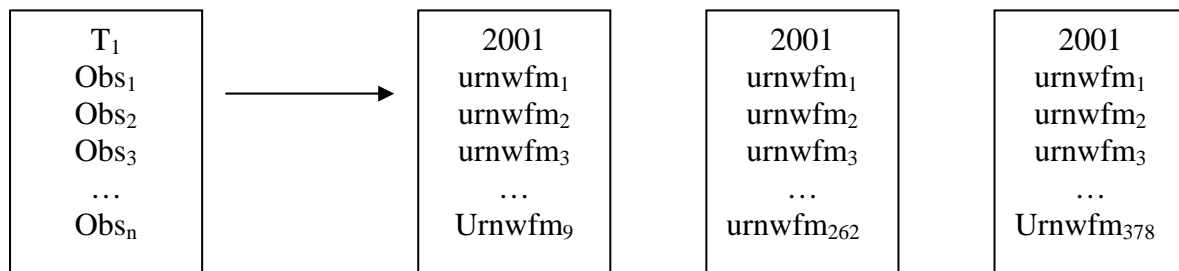 T₁
Obs₁
Obs₂
Obs₃
…
Obsₙ
2001
urnwfm₁
urnwfm₂
urnwfm₃
…
Urnwfm₉
2001
urnwfm₁
urnwfm₂
urnwfm₃
…
urnwfm₂₆₂
2001
urnwfm₁
urnwfm₂
urnwfm₃
…
Urnwfm₃₇₈